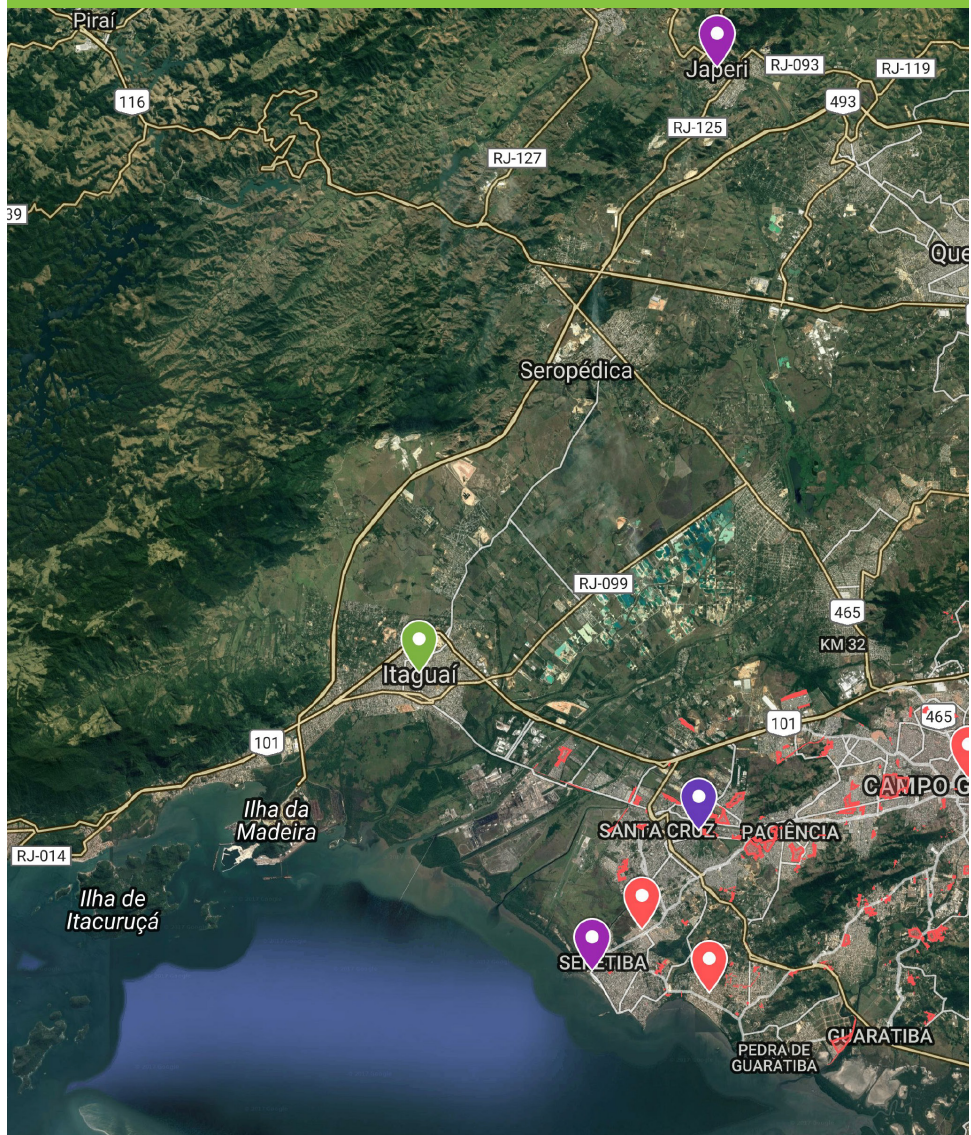 Piraí
Japeri
RJ-093
RJ-119
116
493
RJ-125
RJ-127
39
Que
Seropédica
RJ-099
465
KM 32
Itaguaí
465
101
101
CAMPO G
Ilha da
Madeira
SANTA CRUZ
PACIÊNCIA
RJ-014
Ilha de
Itacuruçá
SEPETIBA
GUARATIBA
PEDRA DE
GUARATIBA